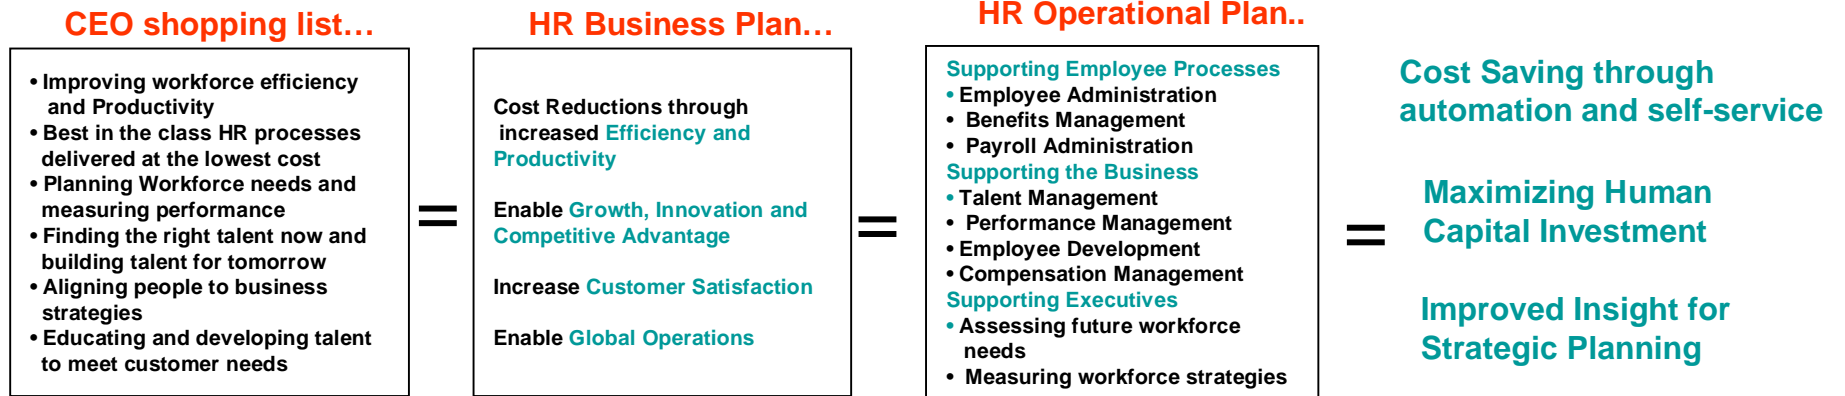 CEO shopping list…
• Improving workforce efficiency
and Productivity
• Best in the class HR processes
delivered at the lowest cost
• Planning Workforce needs and
measuring performance
• Finding the right talent now and
building talent for tomorrow
• Aligning people to business
strategies
• Educating and developing talent
to meet customer needs
=
HR Business Plan…
Cost Reductions through
increased Efficiency and
Productivity
Enable Growth, Innovation and
Competitive Advantage
Increase Customer Satisfaction
Enable Global Operations
=
HR Operational Plan..
Supporting Employee Processes
• Employee Administration
• Benefits Management
• Payroll Administration
Supporting the Business
• Talent Management
• Performance Management
• Employee Development
• Compensation Management
Supporting Executives
• Assessing future workforce
needs
• Measuring workforce strategies
=
Cost Saving through
automation and self-service
Maximizing Human
Capital Investment
Improved Insight for
Strategic Planning